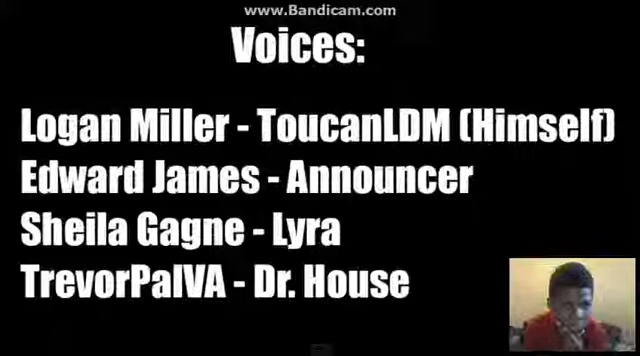 www.Bandicam.com
Voices:
Logan Miller - ToucanLDM (Himself)
Edward James - Announcer
Sheila Gagne - Lyra
TrevorPalVA - Dr. House